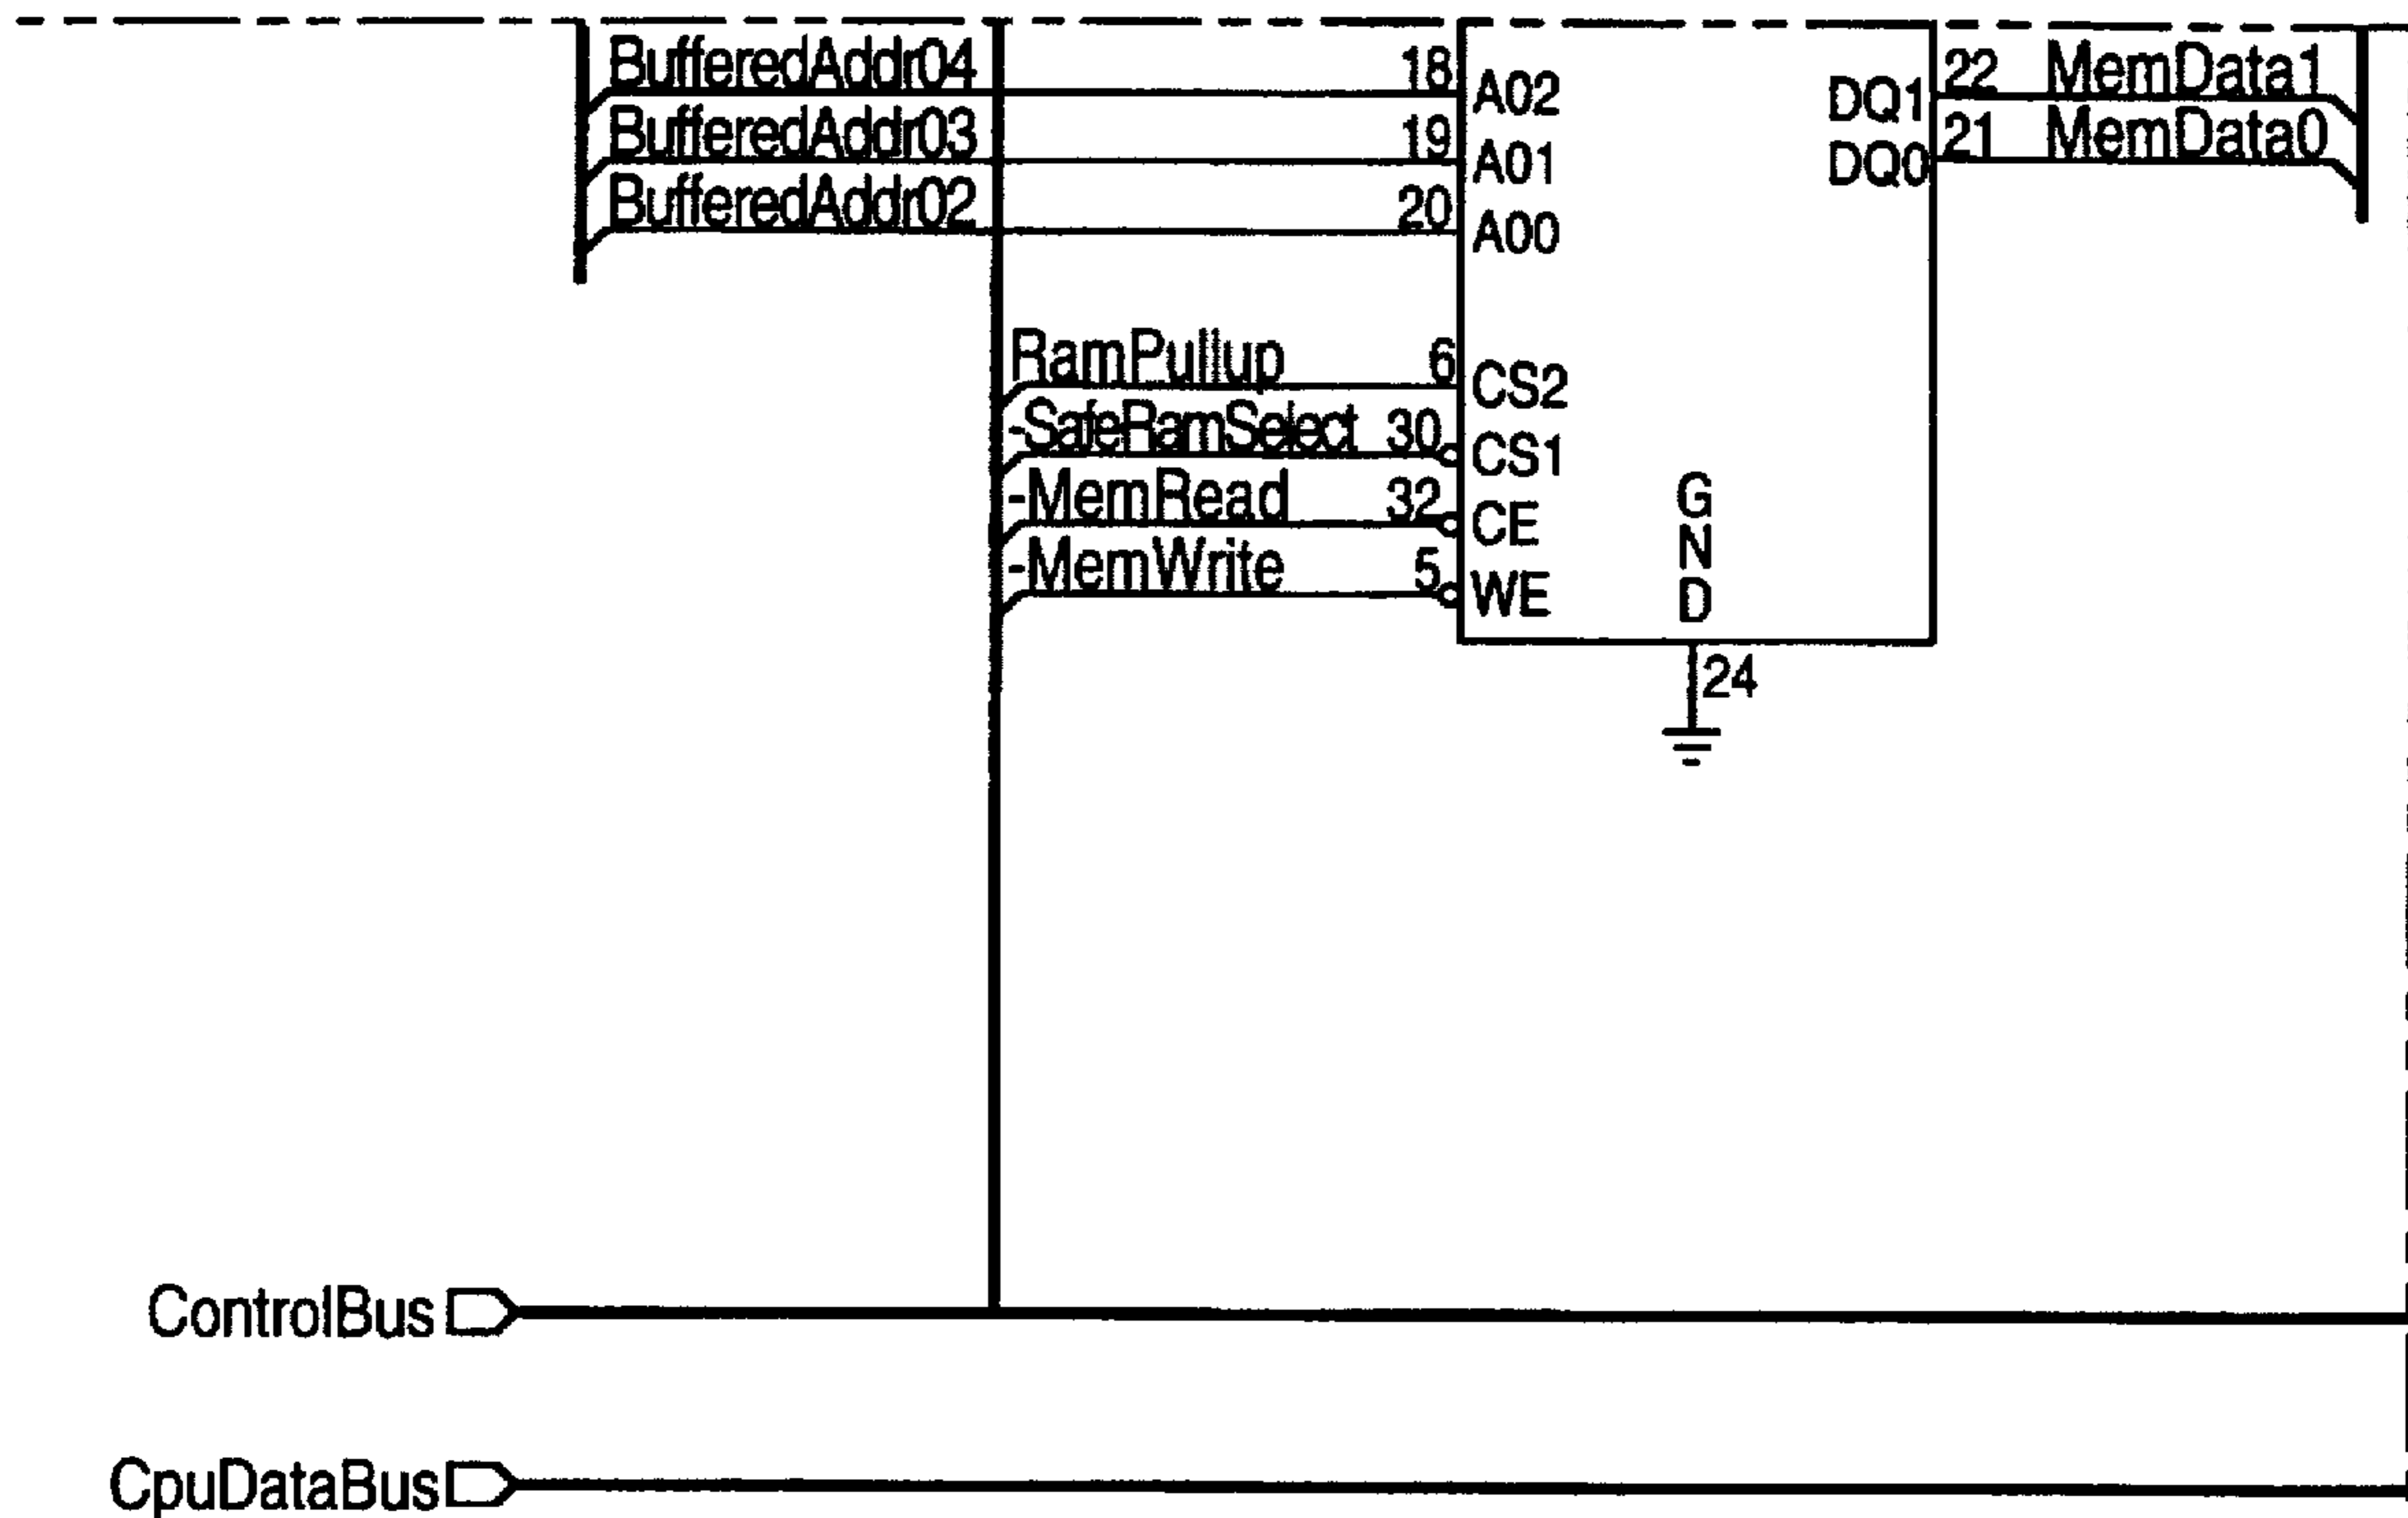 BufferedAddr04 18 A02 DQ1 22 MemData1
BufferedAddr03 19 A01 DQ0 21 MemData0
BufferedAddr02 20 A00
RamPullup 6 CS2
-SafeRamSelect 30 CS1
-MemRead 32 CE
-MemWrite 5 WE
GND
24
ControlBus
CpuDataBus